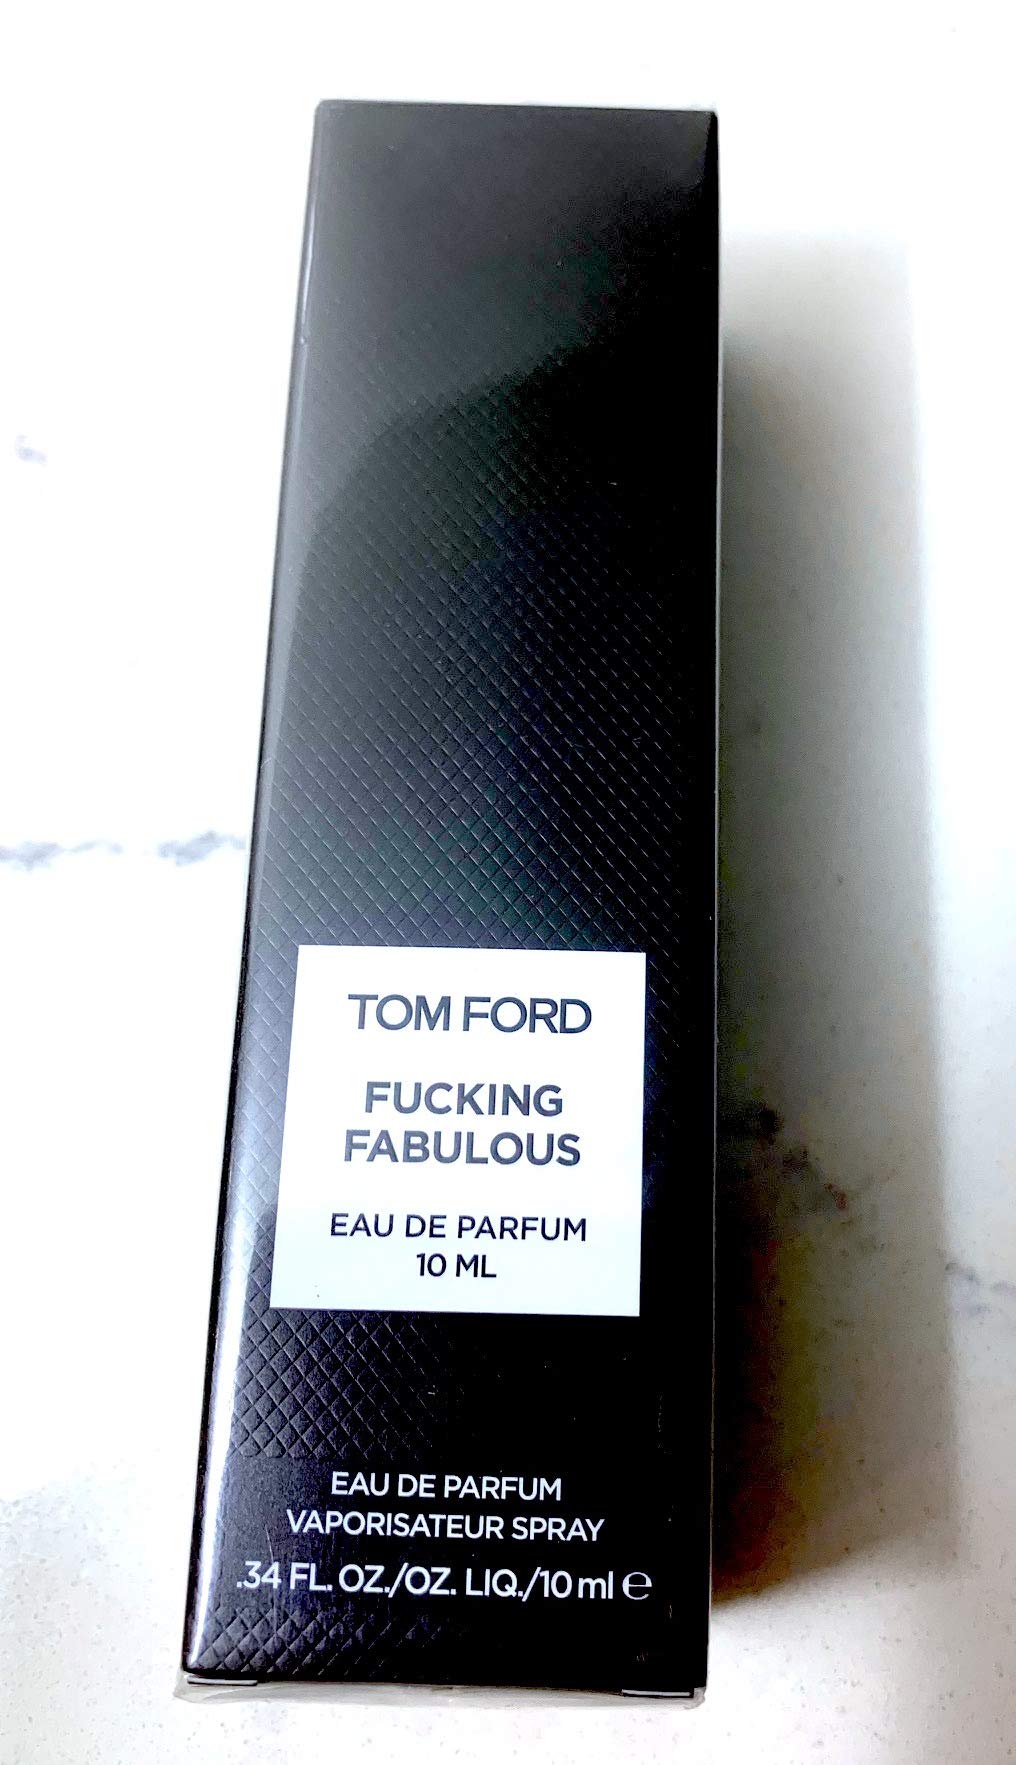 TOM FORD
FUCKING
FABULOUS
EAU DE PARFUM
10 ML
EAU DE PARFUM
VAPORISATEUR SPRAY
.34 FL. OZ./OZ. LIQ./10 ml ℮